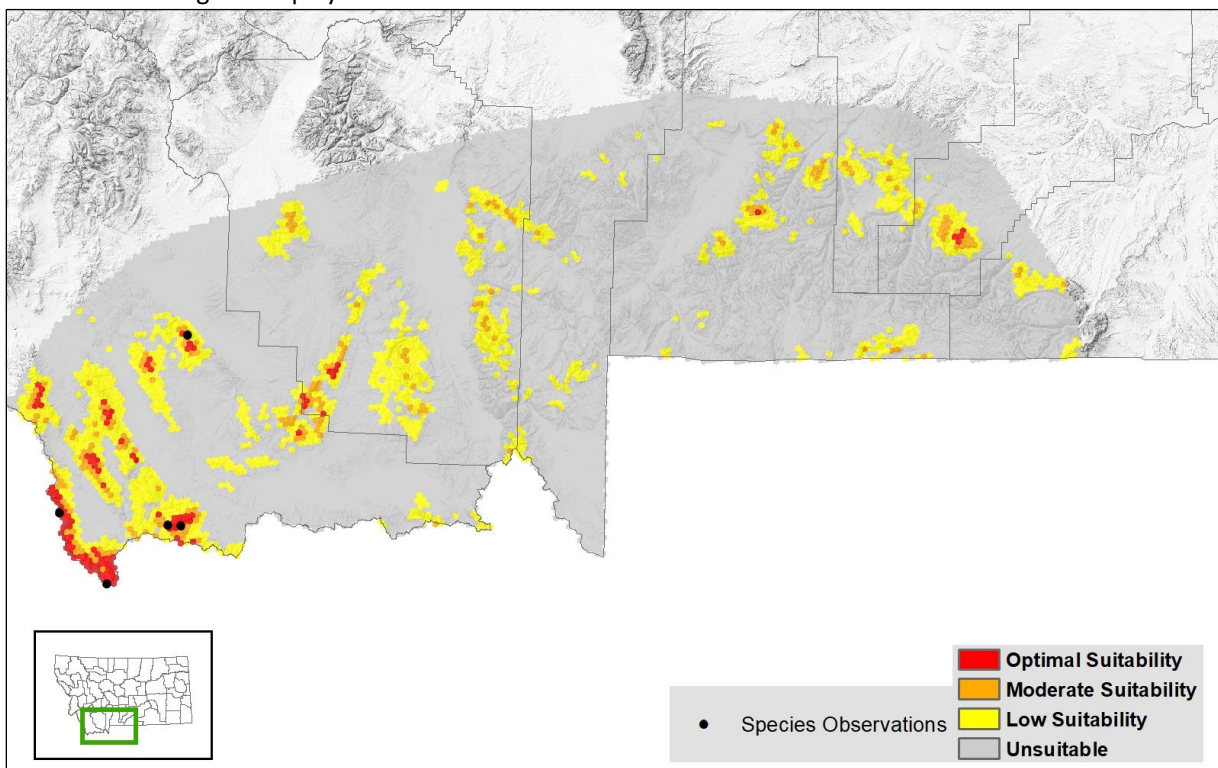 Optimal Suitability
Moderate Suitability
Species Observations
Low Suitability
Unsuitable